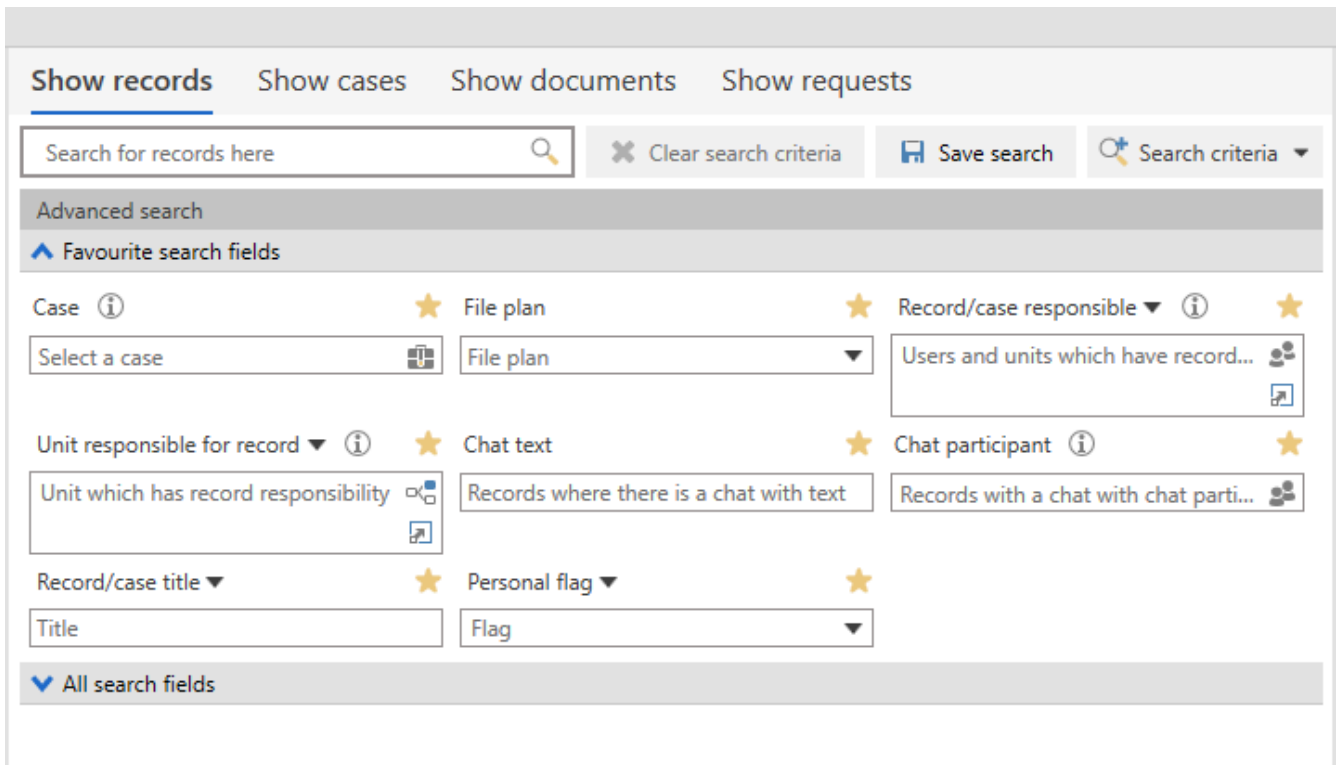 Show records Show cases Show documents Show requests
Search for records here Clear search criteria Save search Search criteria
Advanced search
Favourite search fields
Case File plan Record/case responsible
Select a case File plan Users and units which have record...
Unit responsible for record Chat text Chat participant
Unit which has record responsibility Records where there is a chat with text Records with a chat with chat parti...
Record/case title Personal flag
Title Flag
All search fields